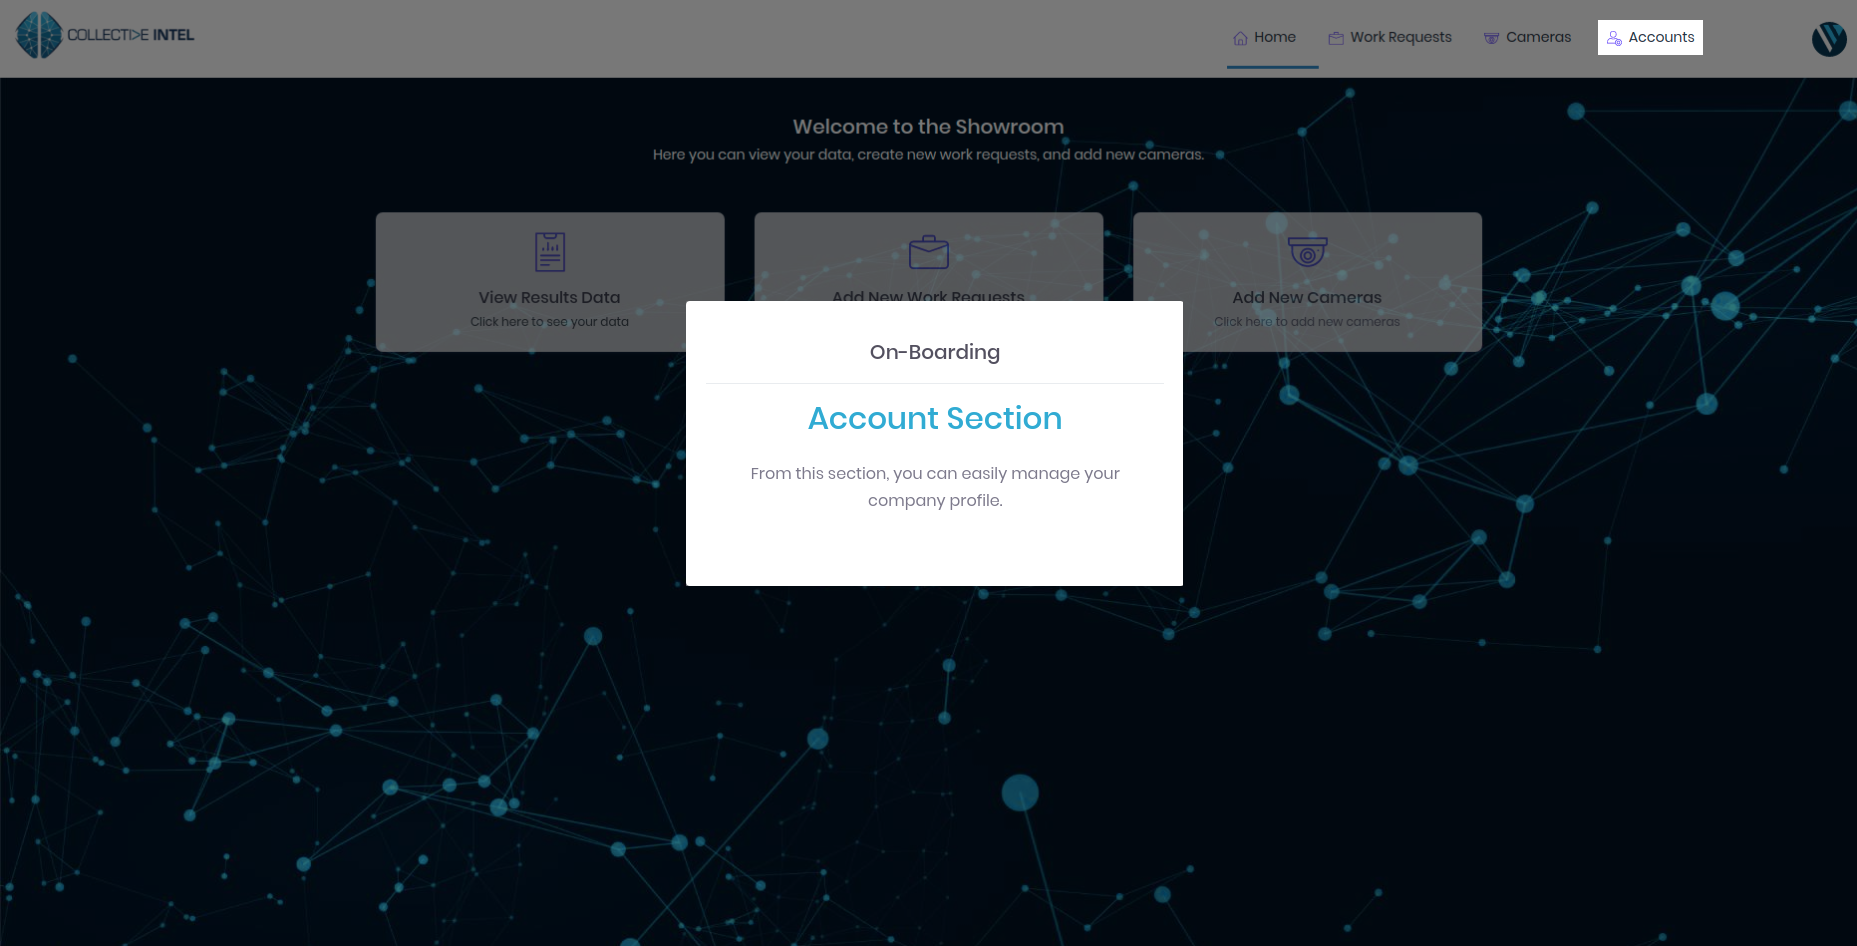 COLLECTIVE INTEL
Home
Work Requests
Cameras
Accounts
Welcome to the Showroom
Here you can view your data, create new work requests, and add new cameras.
View Results Data
Click here to see your data
Add New Work Requests
Add New Cameras
Click here to add new cameras
On-Boarding
Account Section
From this section, you can easily manage your
company profile.